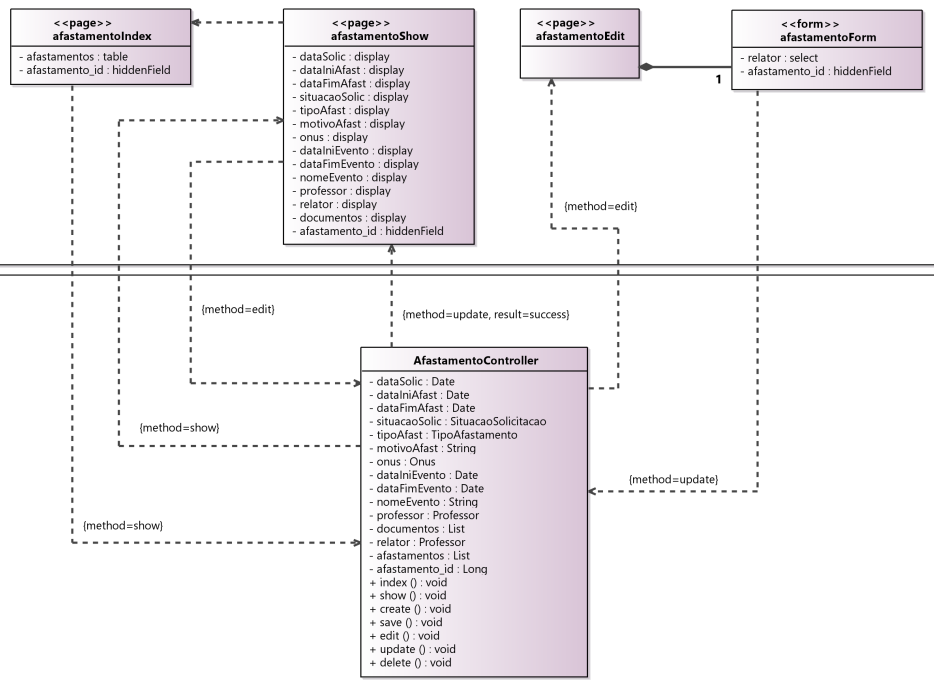 <<page>>
afastamentoIndex
- afastamentos : table
- afastamento_id : hiddenField
<<page>>
afastamentoShow
- dataSolic : display
- dataIniAfast : display
- dataFimAfast : display
- situacaoSolic : display
- tipoAfast : display
- motivoAfast : display
- onus : display
- dataIniEvento : display
- dataFimEvento : display
- nomeEvento : display
- professor : display
- relator : display
- documentos : display
- afastamento_id : hiddenField
<<page>>
afastamentoEdit
<<form>>
afastamentoForm
- relator : select
- afastamento_id : hiddenField
1
{method=edit}
{method=edit}
{method=update, result=success}
{method=show}
{method=update}
{method=show}
AfastamentoController
- dataSolic : Date
- dataIniAfast : Date
- dataFimAfast : Date
- situacaoSolic : SituacaoSolicitacao
- tipoAfast : TipoAfastamento
- motivoAfast : String
- onus : Onus
- dataIniEvento : Date
- dataFimEvento : Date
- nomeEvento : String
- professor : Professor
- documentos : List
- relator : Professor
- afastamentos : List
- afastamento_id : Long
+ index () : void
+ show () : void
+ create () : void
+ save () : void
+ edit () : void
+ update () : void
+ delete () : void